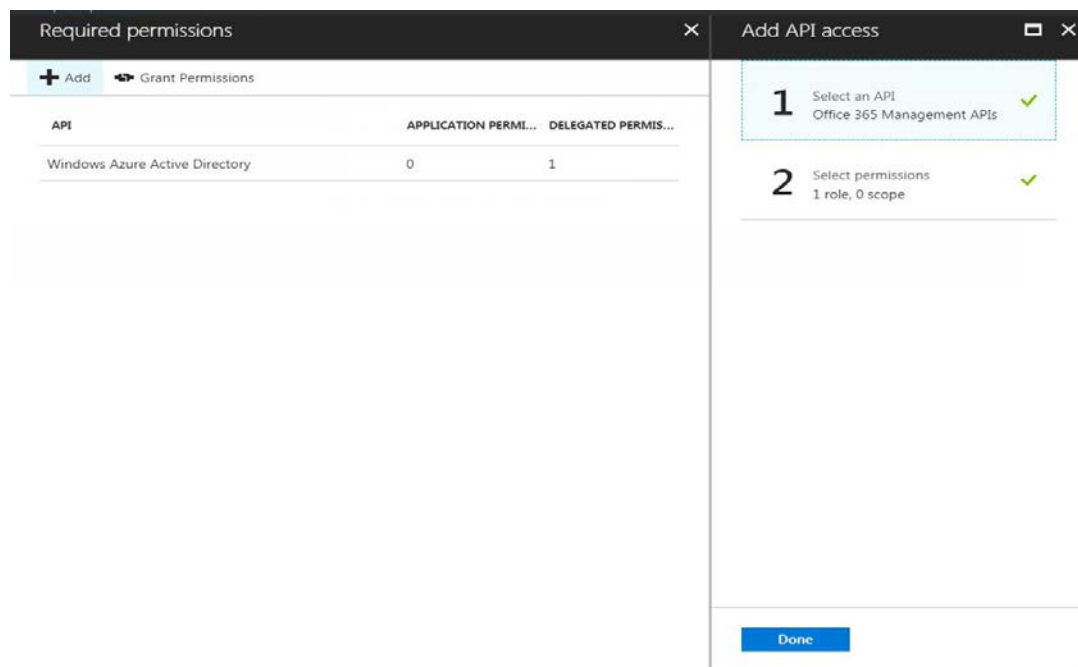 Required permissions
Add
Grant Permissions
API
APPLICATION PERMI...
DELEGATED PERMIS...
Windows Azure Active Directory
0
1
Add API access
1
Select an API
Office 365 Management APIs
2
Select permissions
1 role, 0 scope
Done